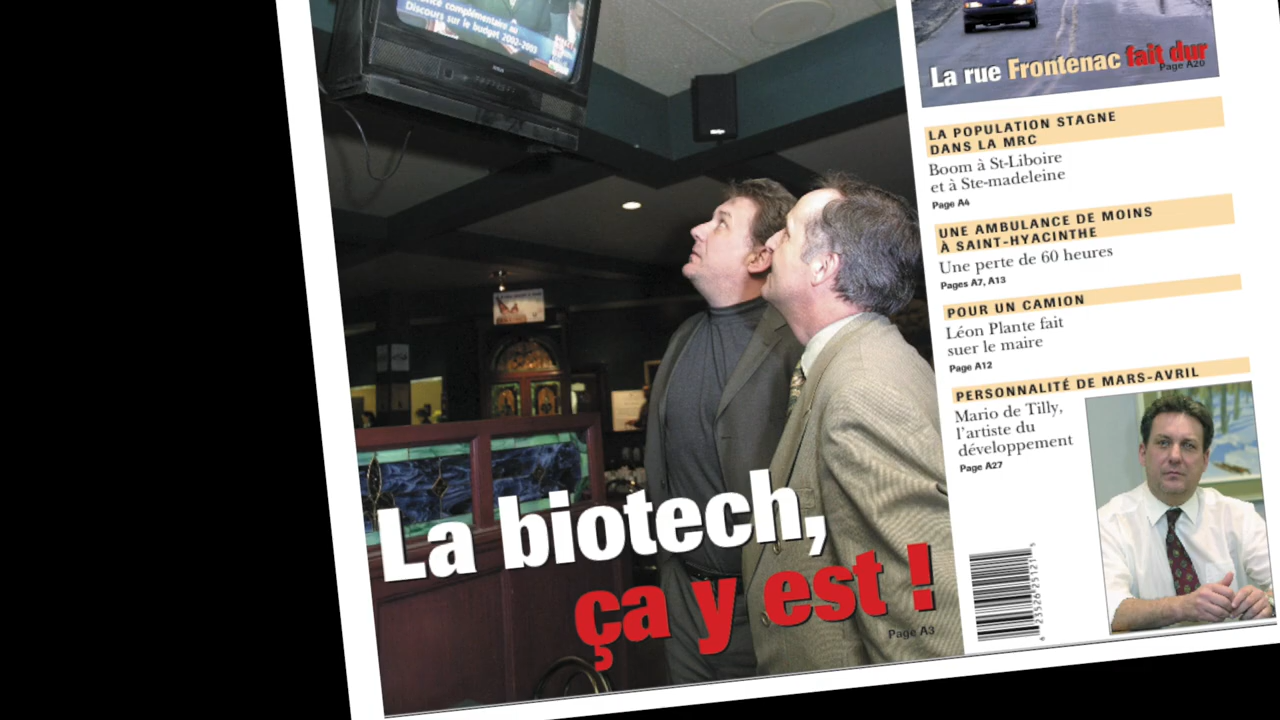 complémentaire au
Discours sur le budget 2002-2003
La biotech,
ça y est !
Page A3
La rue Frontenac fait dur
Page A20
LA POPULATION STAGNE
DANS LA MRC
Boom à St-Liboire
et à Ste-madeleine
Page A4
UNE AMBULANCE DE MOINS
À SAINT-HYACINTHE
Une perte de 60 heures
Pages A7, A13
POUR UN CAMION
Léon Plante fait
suer le maire
Page A12
PERSONNALITÉ DE MARS-AVRIL
Mario de Tilly,
l'artiste du
développement
Page A27